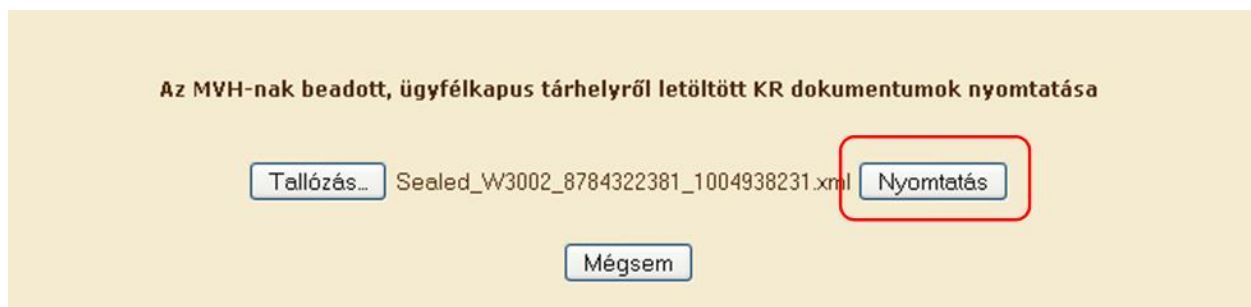 Az MVH-nak beadott, ügyfélkapus tárhelyről letöltött KR dokumentumok nyomtatása
Tallózás... Sealed_W3002_8784322381_1004938231.xml Nyomtatás
Mégsem